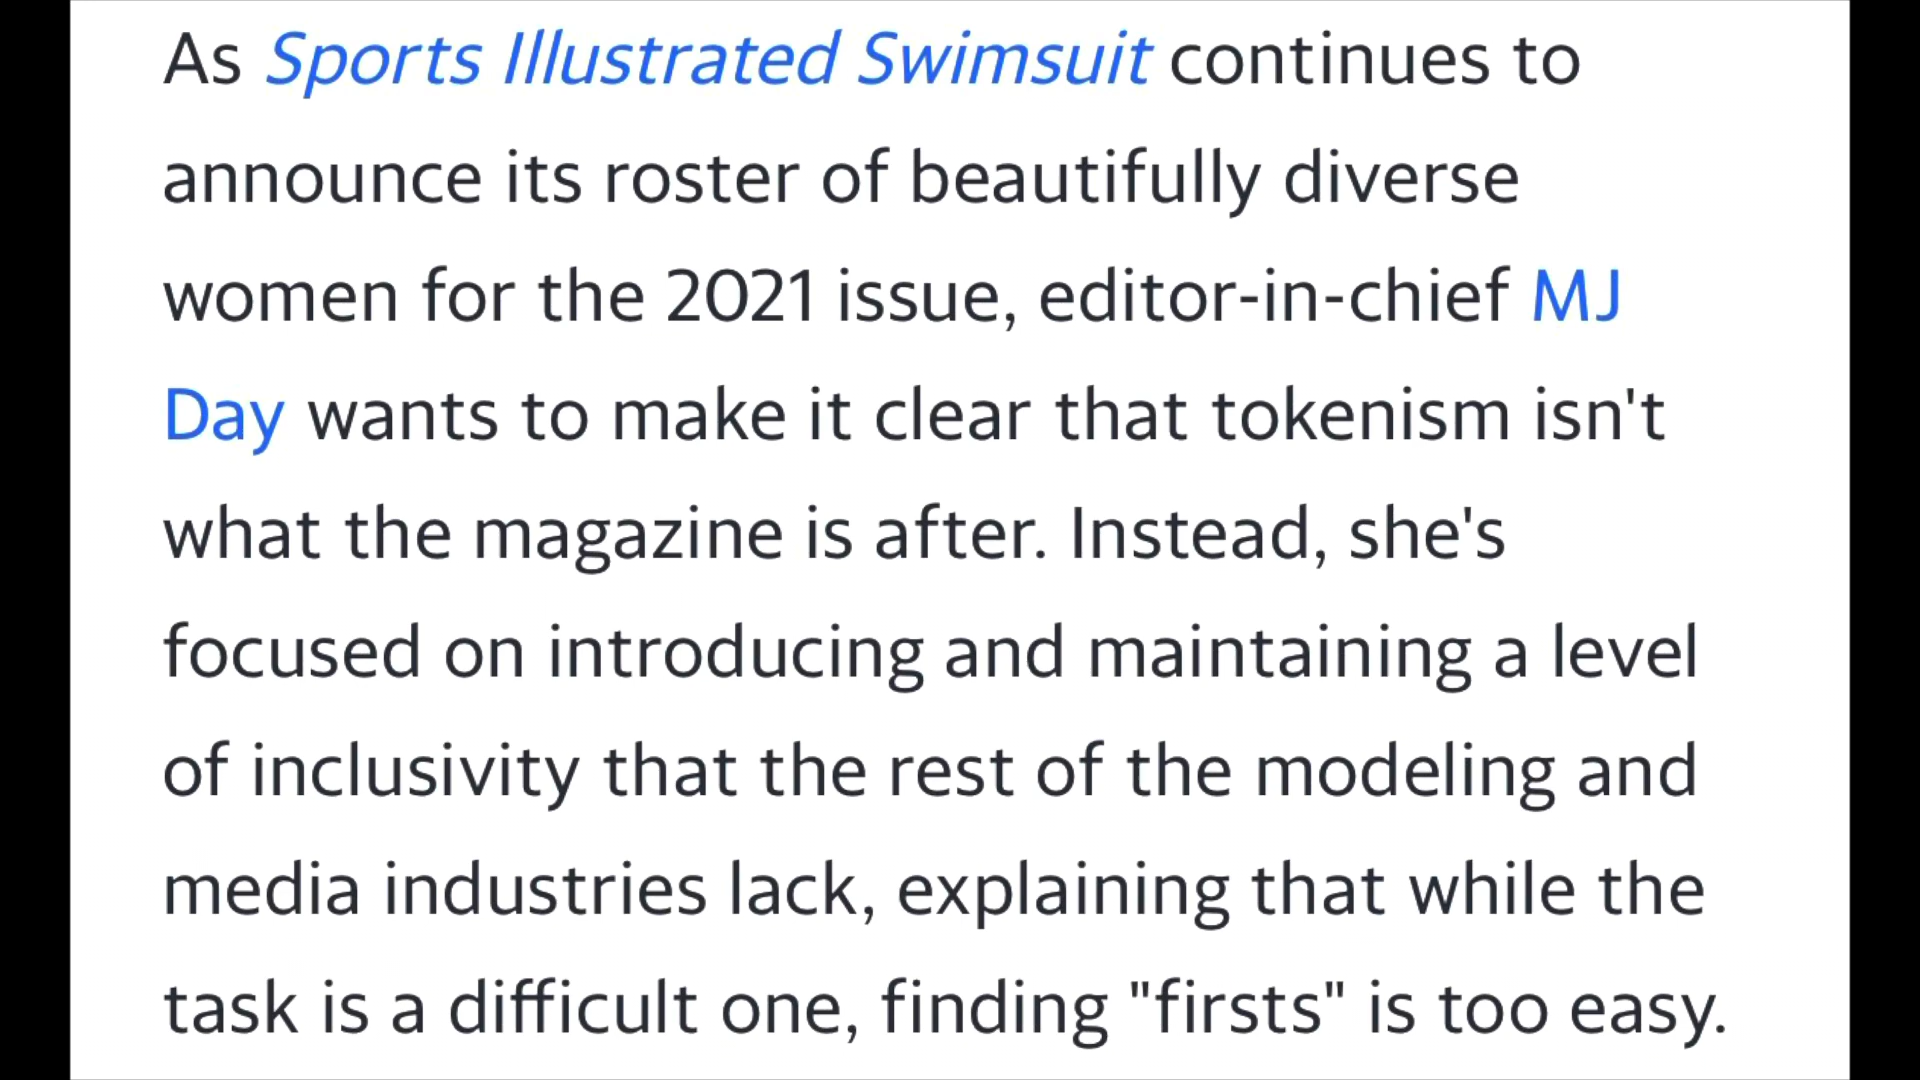 As Sports Illustrated Swimsuit continues to
announce its roster of beautifully diverse
women for the 2021 issue, editor-in-chief MJ
Day wants to make it clear that tokenism isn't
what the magazine is after. Instead, she's
focused on introducing and maintaining a level
of inclusivity that the rest of the modeling and
media industries lack, explaining that while the
task is a difficult one, finding "firsts" is too easy.